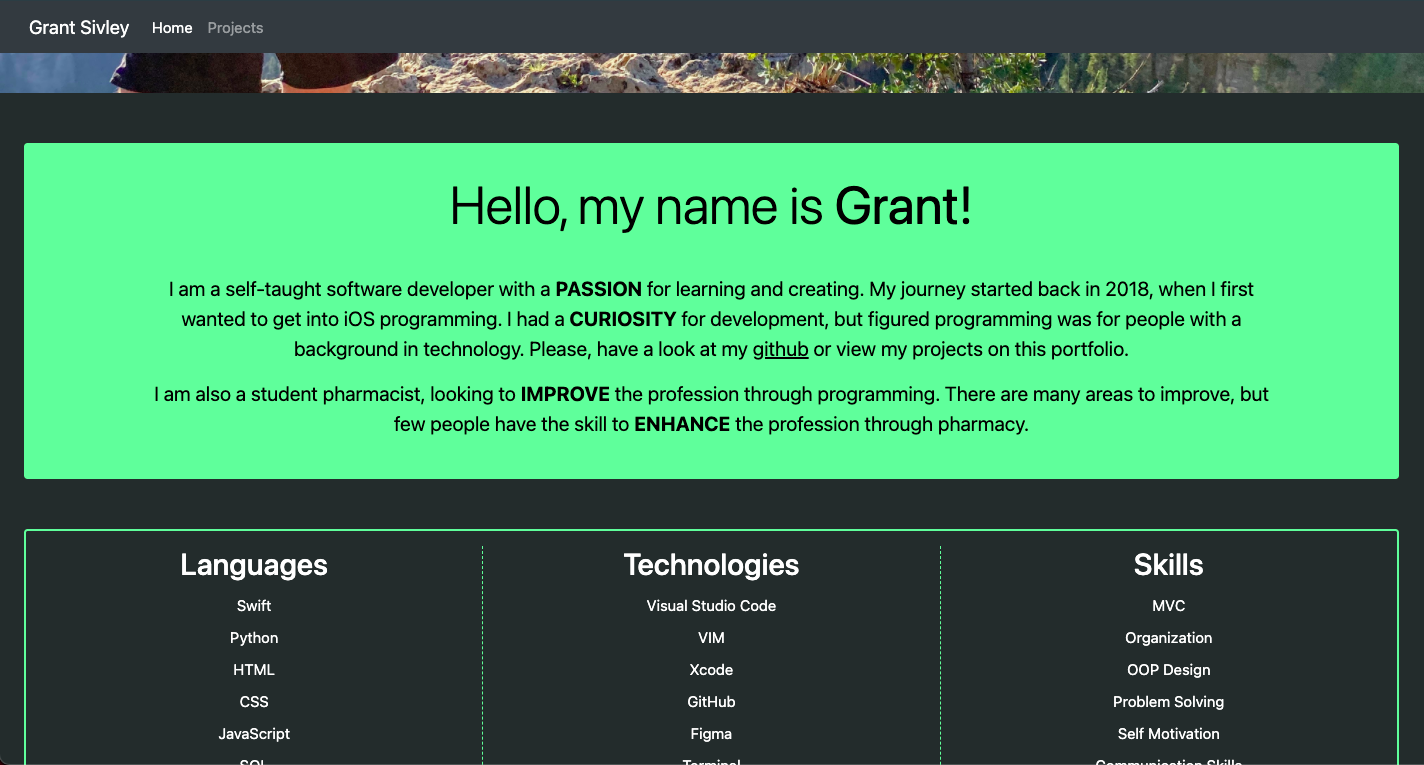 Grant Sivley Home Projects
Hello, my name is Grant!
I am a self-taught software developer with a PASSION for learning and creating. My journey started back in 2018, when I first
wanted to get into iOS programming. I had a CURIOSITY for development, but figured programming was for people with a
background in technology. Please, have a look at my github or view my projects on this portfolio.
I am also a student pharmacist, looking to IMPROVE the profession through programming. There are many areas to improve, but
few people have the skill to ENHANCE the profession through pharmacy.
Languages
Swift
Python
HTML
CSS
JavaScript
SQL
Technologies
Visual Studio Code
VIM
Xcode
GitHub
Figma
Terminal
Skills
MVC
Organization
OOP Design
Problem Solving
Self Motivation
Communication Skills